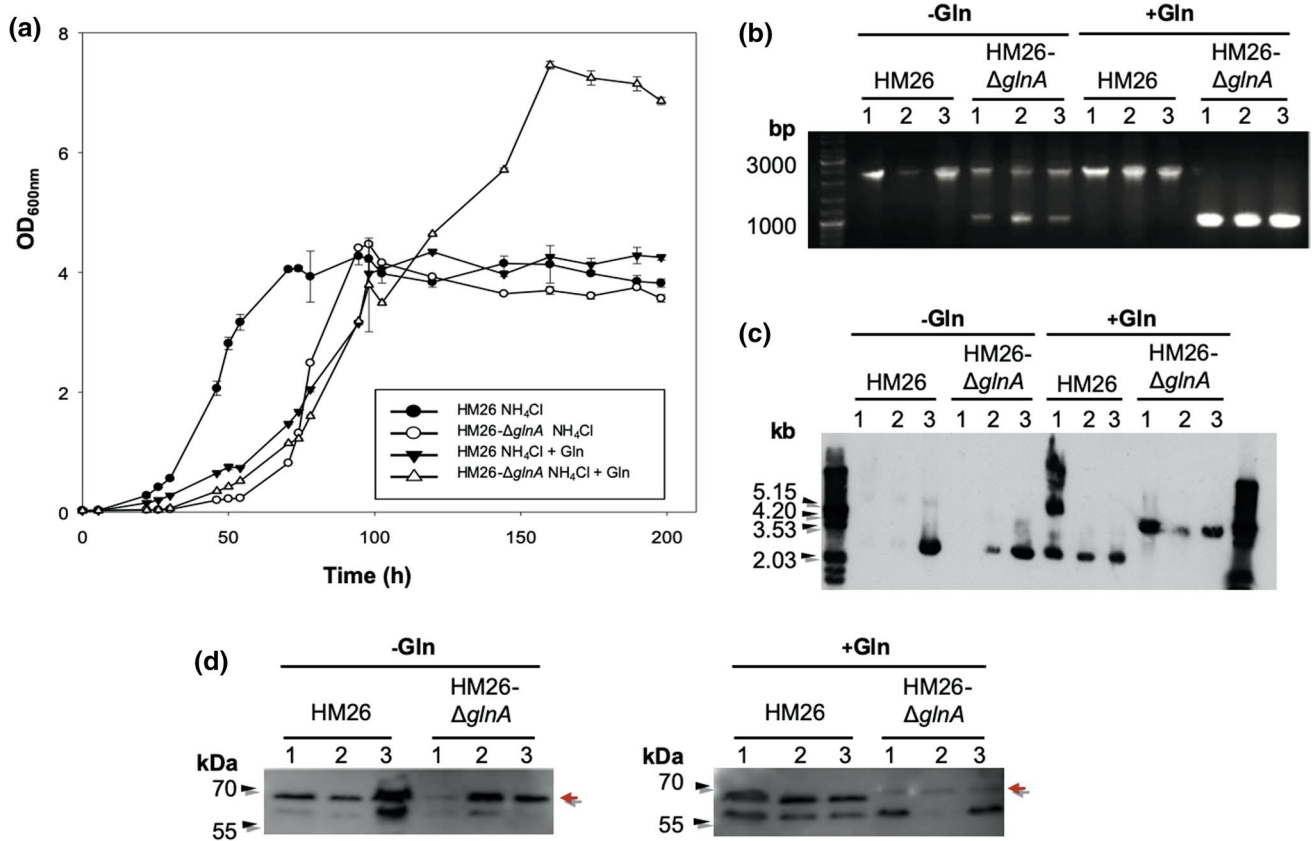 (a)
8
6
4
2
0
OD600nm
0 50 100 150 200
Time (h)
HM26 NH4Cl
HM26-ΔglnA NH4Cl
HM26 NH4Cl + Gln
HM26-ΔglnA NH4Cl + Gln
(b)
-Gln +Gln
HM26 HM26-ΔglnA HM26 HM26-ΔglnA
1 2 3 1 2 3 1 2 3 1 2 3
bp
3000
1000
(c)
-Gln +Gln
HM26 HM26-ΔglnA HM26 HM26-ΔglnA
1 2 3 1 2 3 1 2 3 1 2 3
kb
5.15
4.20
3.53
2.03
(d)
-Gln
HM26 HM26-ΔglnA
1 2 3 1 2 3
kDa
70
55
+Gln
HM26 HM26-ΔglnA
1 2 3 1 2 3
kDa
70
55